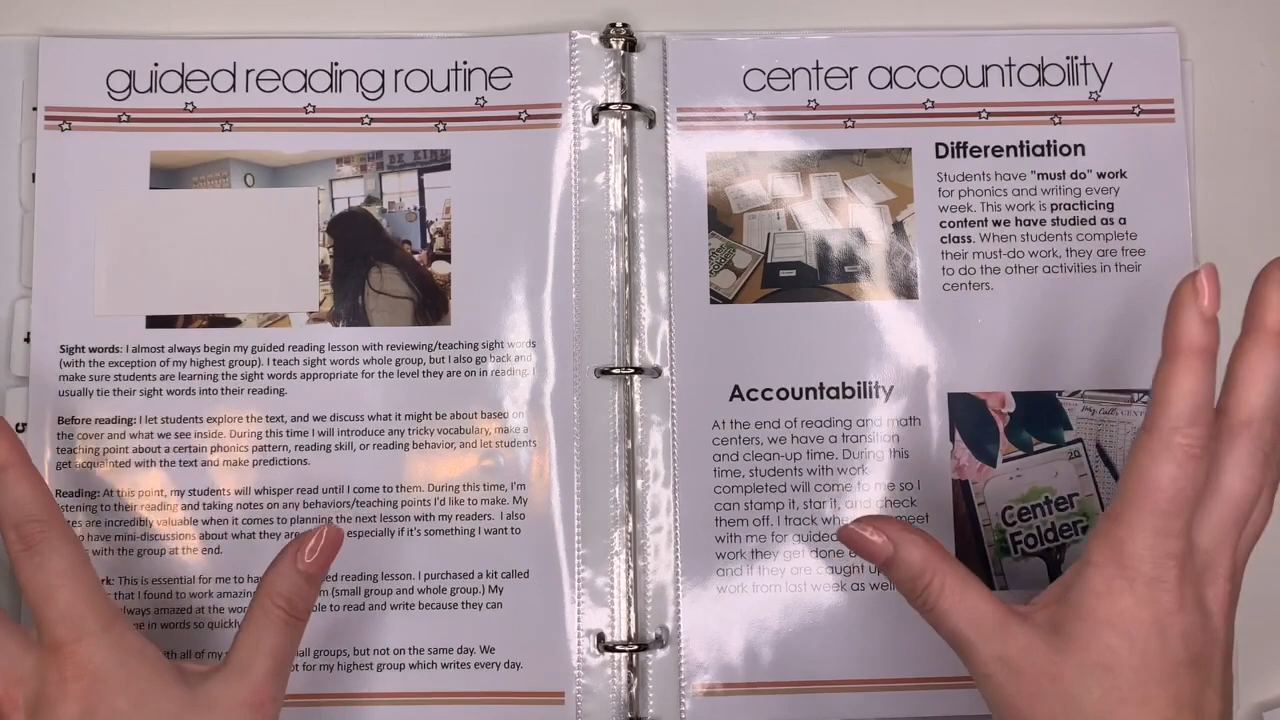 guided reading routine
BE KIND
Sight words: I almost always begin my guided reading lesson with reviewing/teaching sight words
(with the exception of my highest group). I teach sight words whole group, but I also go back and
make sure students are learning the sight words appropriate for the level they are on in reading. I
usually tie their sight words into their reading.
Before reading: I let students explore the text, and we discuss what it might be about based on
the cover and what we see inside. During this time I will introduce any tricky vocabulary, make a
teaching point about a certain phonics pattern, reading skill, or reading behavior, and let students
get acquainted with the text and make predictions.
Reading: At this point, my students will whisper read until I come to them. During this time, I'm
listening to their reading and taking notes on any behaviors/teaching points I'd like to make. My
are incredibly valuable when it comes to planning the next lesson with my readers. I also
have mini-discussions about what they are especially if it's something I want to
with the group at the end.
This is essential for me to reading lesson. I purchased a kit called
that I found to work (small group and whole group.) My
always amazed at the to read and write because they can
in words so quickly
with all of my groups, but not on the same day. We
for my highest group which writes every day.
5
center accountability
Differentiation
Students have "must do" work
for phonics and writing every
week. This work is practicing
content we have studied as a
class. When students complete
their must-do work, they are free
to do the other activities in their
centers.
Accountability
At the end of reading and math
centers, we have a transition
and clean-up time. During this
time, students with work
completed will come to me so I
can stamp it, star it, and check
them off. I track meet
with me for guided
work they get done
and if they are caught
work from last week as well
20
Center
Folder